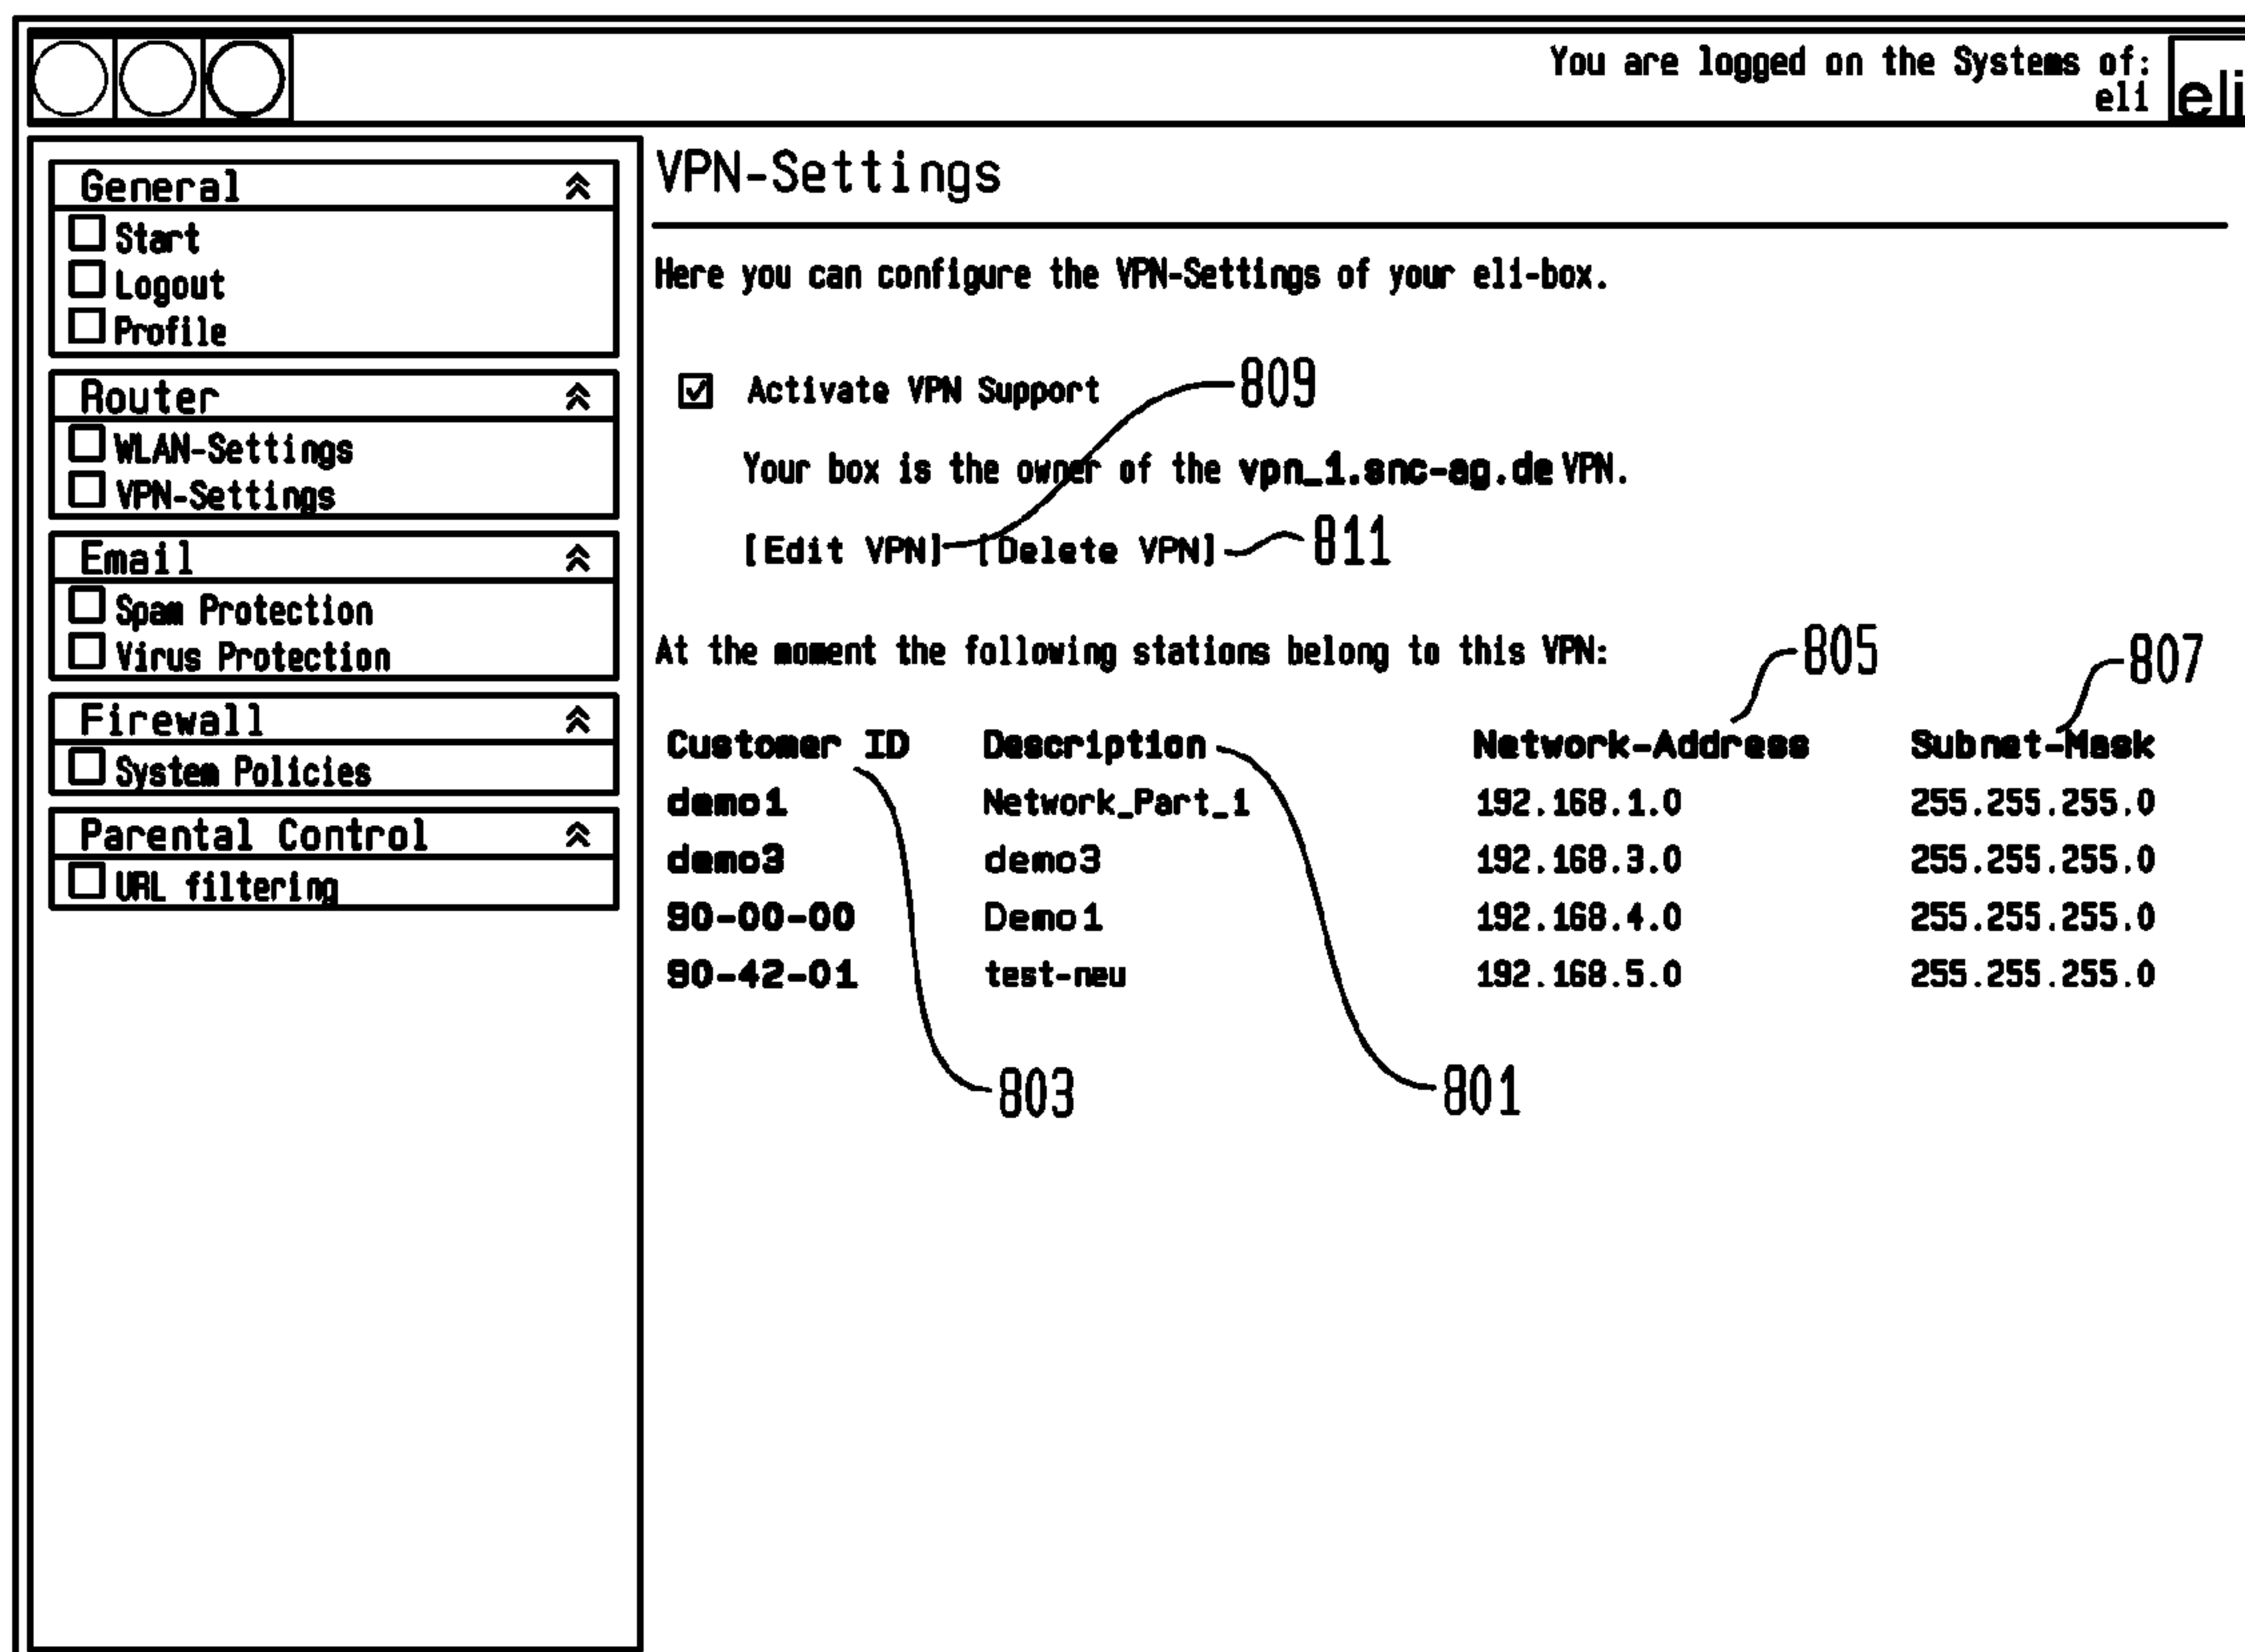 You are logged on the Systems of:
eli
eli
General
Start
Logout
Profile
Router
WLAN-Settings
VPN-Settings
Email
Spam Protection
Virus Protection
Firewall
System Policies
Parental Control
URL filtering
VPN-Settings
Here you can configure the VPN-Settings of your eli-box.
Activate VPN Support 809
Your box is the owner of the vpn_1.snc-ag.de VPN.
[Edit VPN] [Delete VPN] 811
At the moment the following stations belong to this VPN: 805 807
Customer ID Description Network-Address Subnet-Mask
demo1 Network_Part_1 192.168.1.0 255.255.255.0
demo3 demo3 192.168.3.0 255.255.255.0
90-00-00 Demo1 192.168.4.0 255.255.255.0
90-42-01 test-neu 192.168.5.0 255.255.255.0
803 801